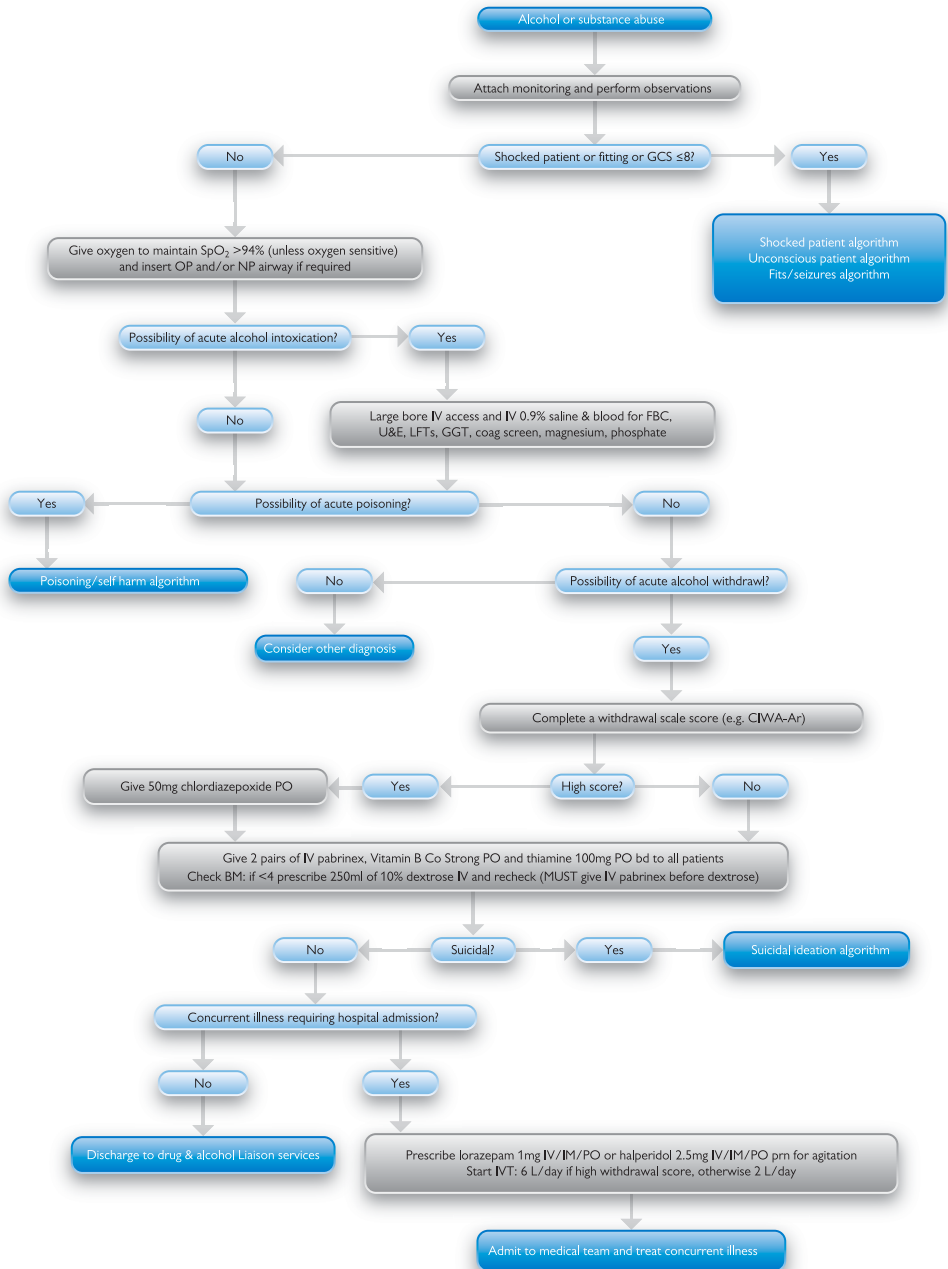 Alcohol or substance abuse
Attach monitoring and perform observations
No
Shocked patient or fitting or GCS ≤8?
Yes
Give oxygen to maintain SpO₂ >94% (unless oxygen sensitive)
and insert OP and/or NP airway if required
Shocked patient algorithm
Unconscious patient algorithm
Fits/seizures algorithm
Possibility of acute alcohol intoxication?
Yes
No
Large bore IV access and IV 0.9% saline & blood for FBC,
U&E, LFTs, GGT, coag screen, magnesium, phosphate
Yes
Possibility of acute poisoning?
No
Poisoning/self harm algorithm
No
Possibility of acute alcohol withdrawl?
Consider other diagnosis
Yes
Complete a withdrawal scale score (e.g. CIWA-Ar)
Give 50mg chlordiazepoxide PO
Yes
High score?
No
Give 2 pairs of IV pabrinex, Vitamin B Co Strong PO and thiamine 100mg PO bd to all patients
Check BM: if <4 prescribe 250ml of 10% dextrose IV and recheck (MUST give IV pabrinex before dextrose)
No
Suicidal?
Yes
Suicidal ideation algorithm
Concurrent illness requiring hospital admission?
No
Yes
Discharge to drug & alcohol Liaison services
Prescribe lorazepam 1mg IV/IM/PO or halperidol 2.5mg IV/IM/PO prn for agitation
Start IVT: 6 L/day if high withdrawal score, otherwise 2 L/day
Admit to medical team and treat concurrent illness